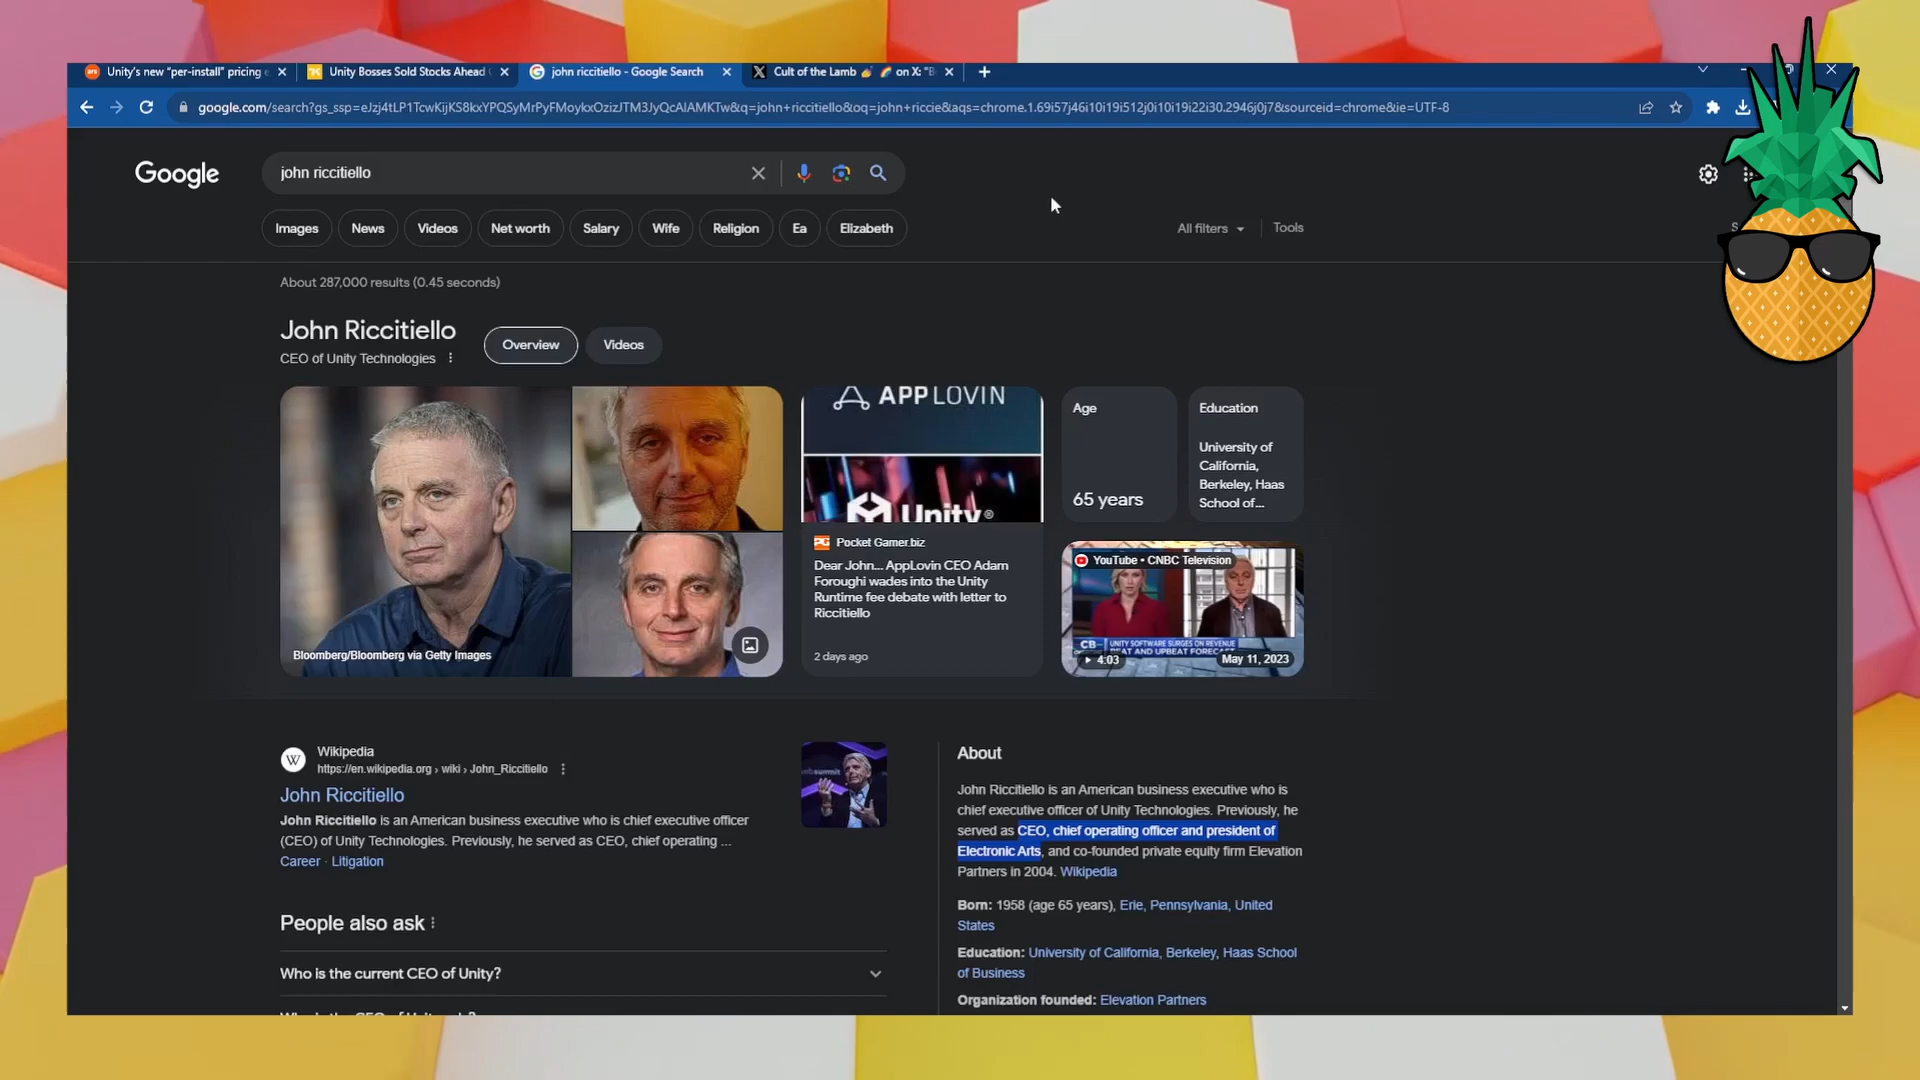 Unity's new "per-install" pricing e
Unity Bosses Sold Stocks Ahead
john riccitiello - Google Search
Cult of the Lamb on X: "B
google.com/search?gs_ssp=eJzj4tLP1TcwKijKS8kxYPQSyMrPyFMoykxOzizJTM3JyQcAlAMKTw&q=john+riccitiello&oq=john+riccie&aqs=chrome.1.69i57j46i10i19i512j0i10i19i22i30.2946j0j7&sourceid=chrome&ie=UTF-8
Google
john riccitiello
Images
News
Videos
Net worth
Salary
Wife
Religion
Ea
Elizabeth
All filters
Tools
About 287,000 results (0.45 seconds)
John Riccitiello
CEO of Unity Technologies
Overview
Videos
Bloomberg/Bloomberg via Getty Images
APPLOVIN
Unity®
Pocket Gamer.biz
Dear John... AppLovin CEO Adam
Foroughi wades into the Unity
Runtime fee debate with letter to
Riccitiello
2 days ago
Age
65 years
Education
University of
California,
Berkeley, Haas
School of...
YouTube • CNBC Television
UNITY SOFTWARE SURGES ON REVENUE
BEAT AND UPBEAT FORECAST
4:03
May 11, 2023
W
Wikipedia
https://en.wikipedia.org › wiki › John_Riccitiello
John Riccitiello
John Riccitiello is an American business executive who is chief executive officer
(CEO) of Unity Technologies. Previously, he served as CEO, chief operating ...
Career · Litigation
websummit
People also ask
Who is the current CEO of Unity?
About
John Riccitiello is an American business executive who is
chief executive officer of Unity Technologies. Previously, he
served as CEO, chief operating officer and president of
Electronic Arts, and co-founded private equity firm Elevation
Partners in 2004. Wikipedia
Born: 1958 (age 65 years), Erie, Pennsylvania, United
States
Education: University of California, Berkeley, Haas School
of Business
Organization founded: Elevation Partners